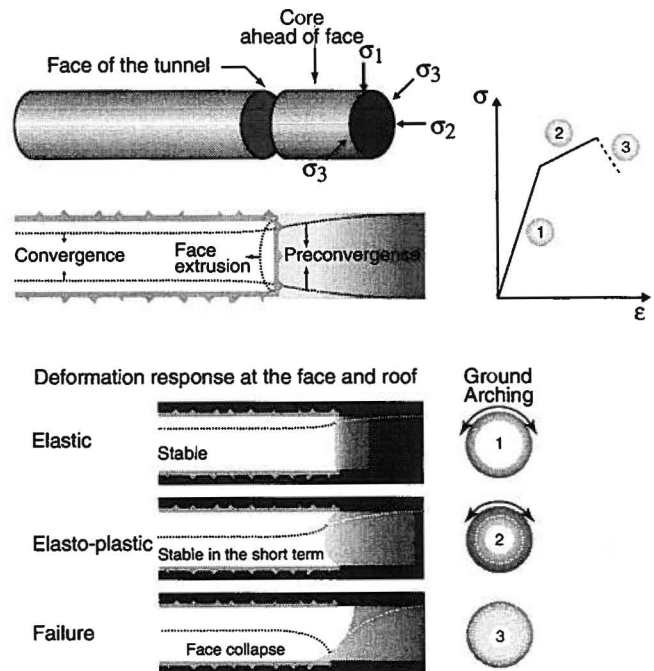 Core
ahead of face
Face of the tunnel
σ1
σ3
σ2
σ3
σ
2
3
1
ε
Convergence
Face
extrusion
Preconvergence
Deformation response at the face and roof
Ground
Arching
Elastic
Stable
1
Elasto-plastic
Stable in the short term
2
Failure
Face collapse
3